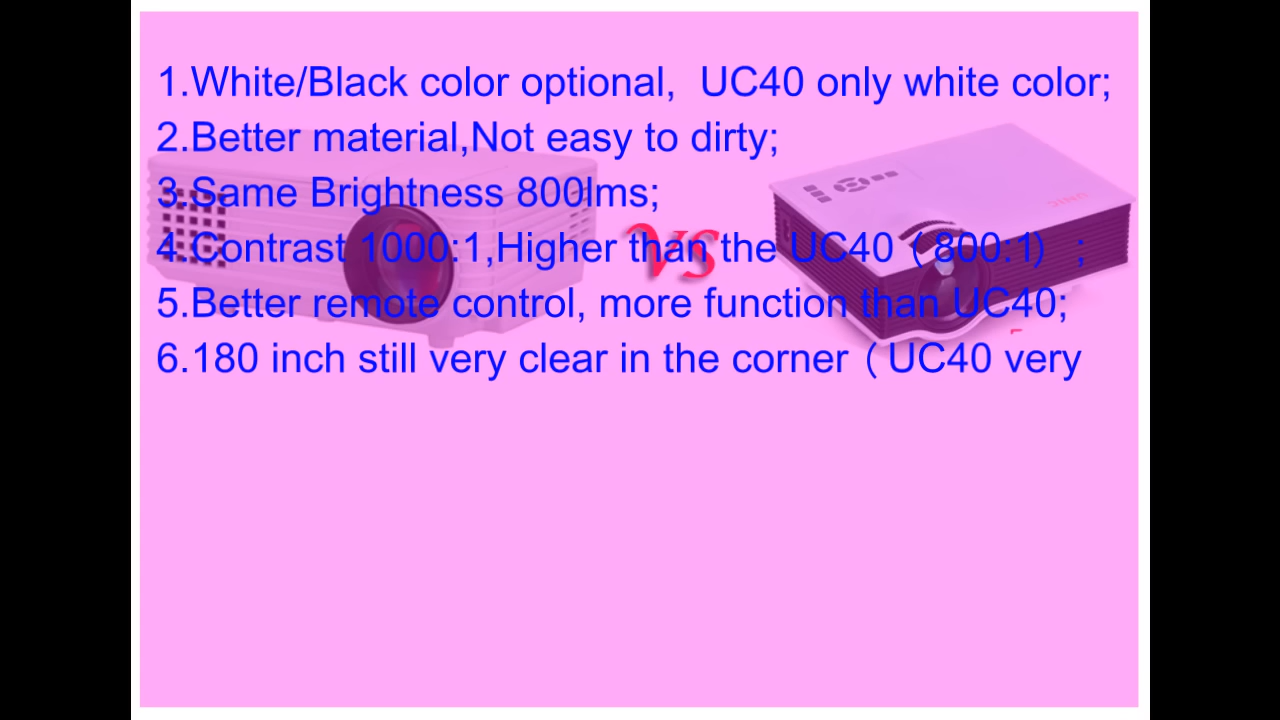 1.White/Black color optional, UC40 only white color;
2.Better material,Not easy to dirty;
3.Same Brightness 800lms;
4.Contrast 1000:1,Higher than the UC40（800:1）;
5.Better remote control, more function than UC40;
6.180 inch still very clear in the corner（UC40 very
VS
UNIC